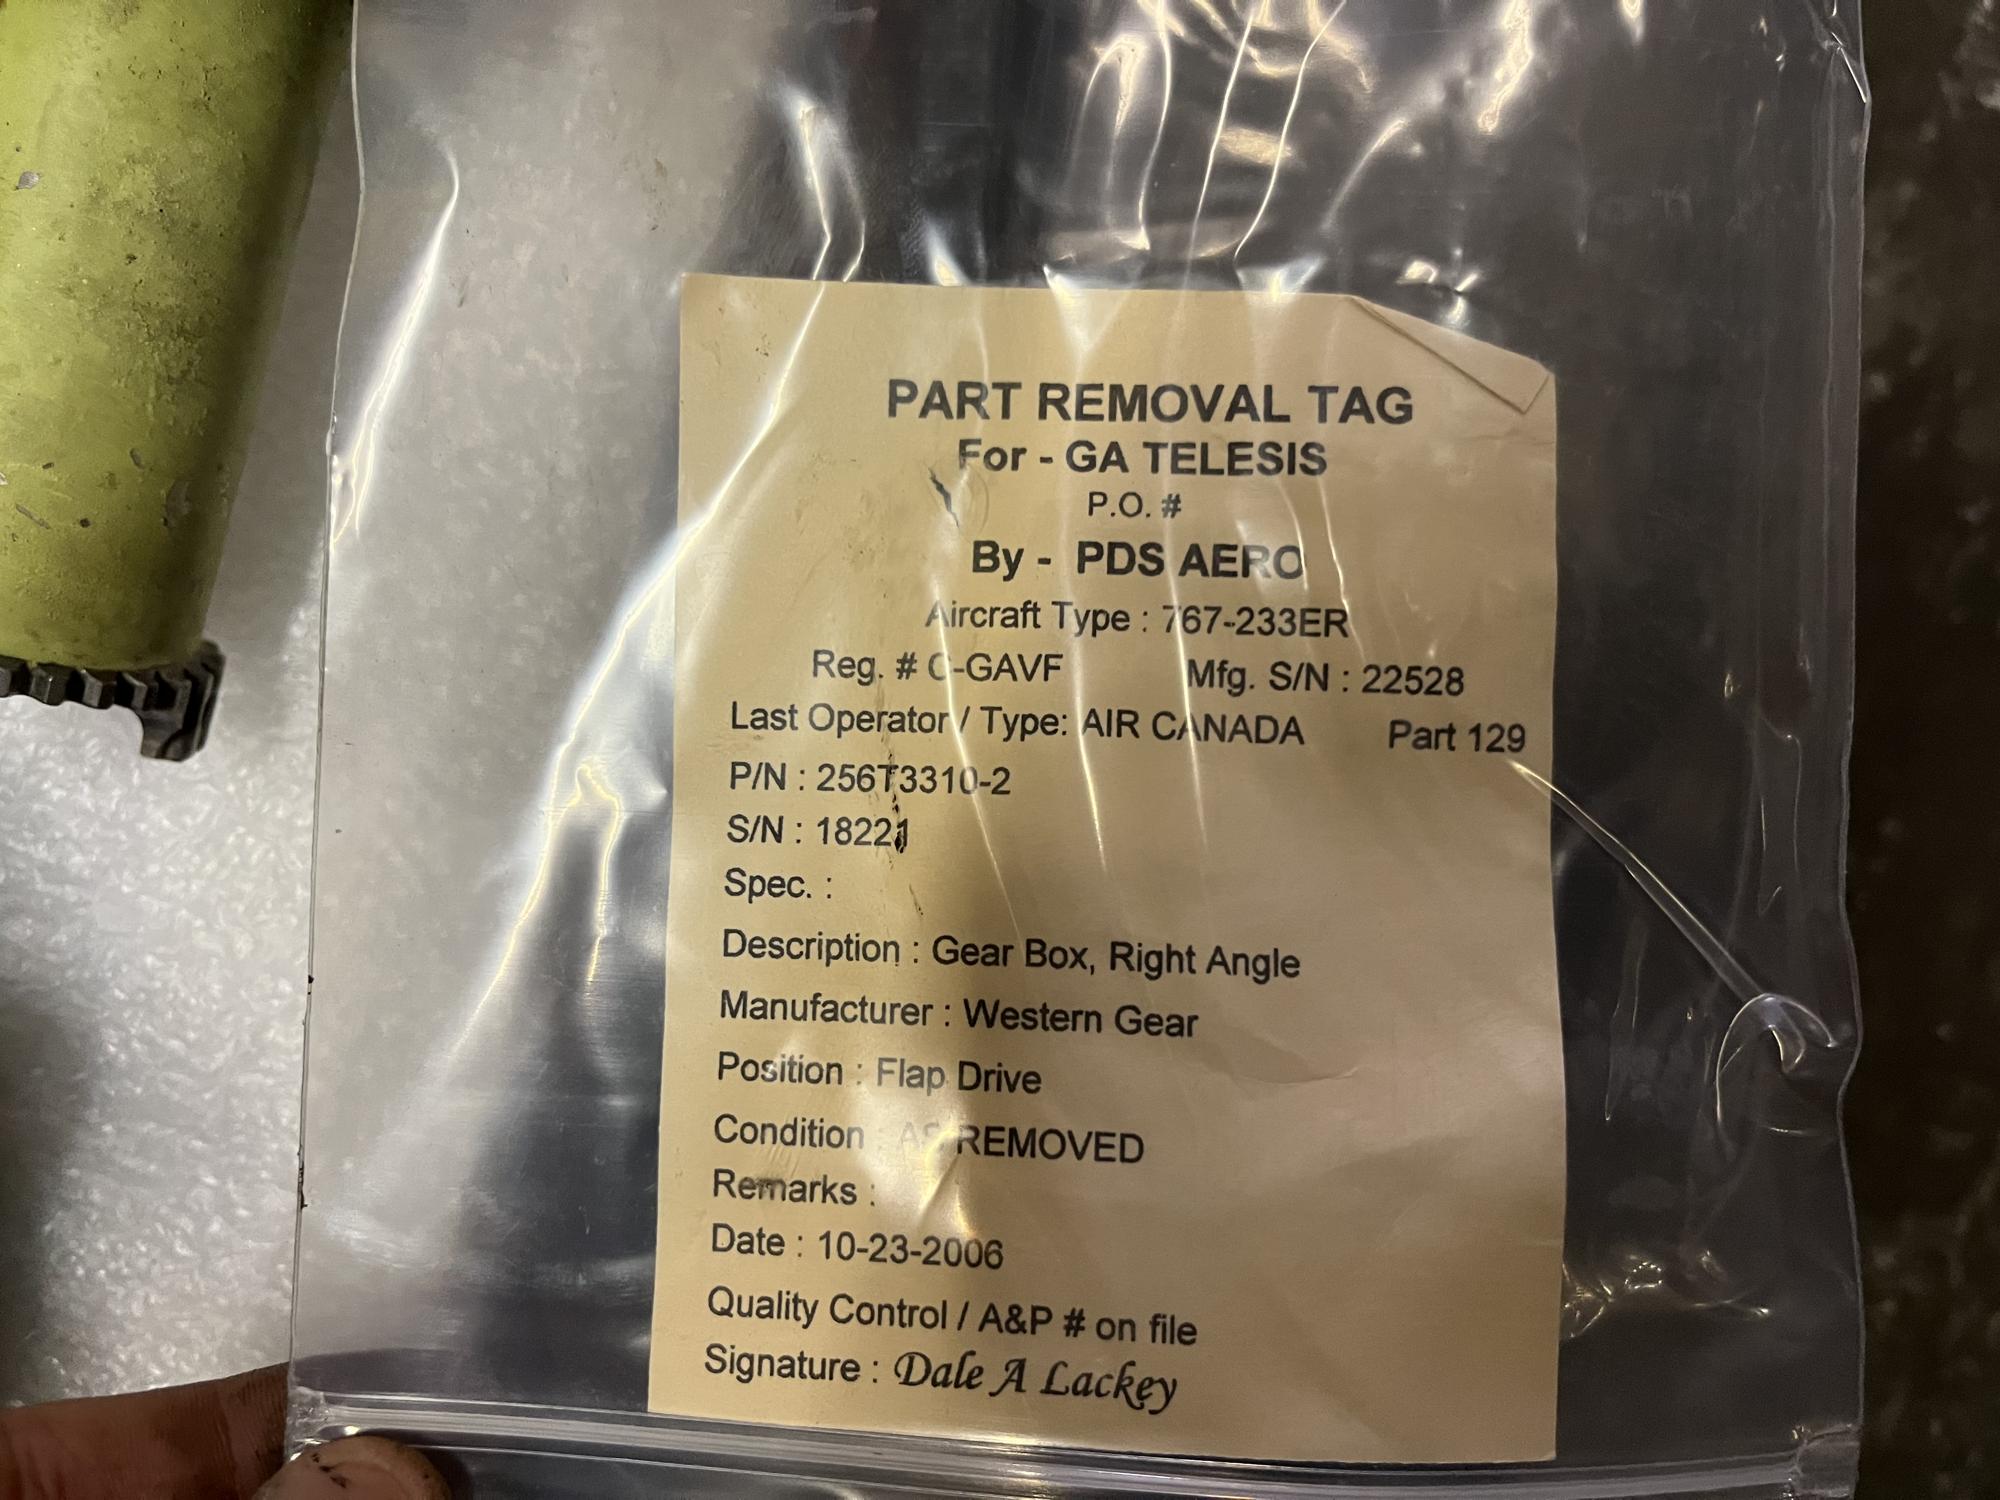 PART REMOVAL TAG
For - GA TELESIS
P.O. #
By - PDS AERO
Aircraft Type : 767-233ER
Reg. # C-GAVF Mfg. S/N : 22528
Last Operator / Type: AIR CANADA Part 129
P/N : 256T3310-2
S/N : 18221
Spec. :
Description : Gear Box, Right Angle
Manufacturer : Western Gear
Position : Flap Drive
Condition : AS REMOVED
Remarks :
Date : 10-23-2006
Quality Control / A&P # on file
Signature : Dale A Lackey